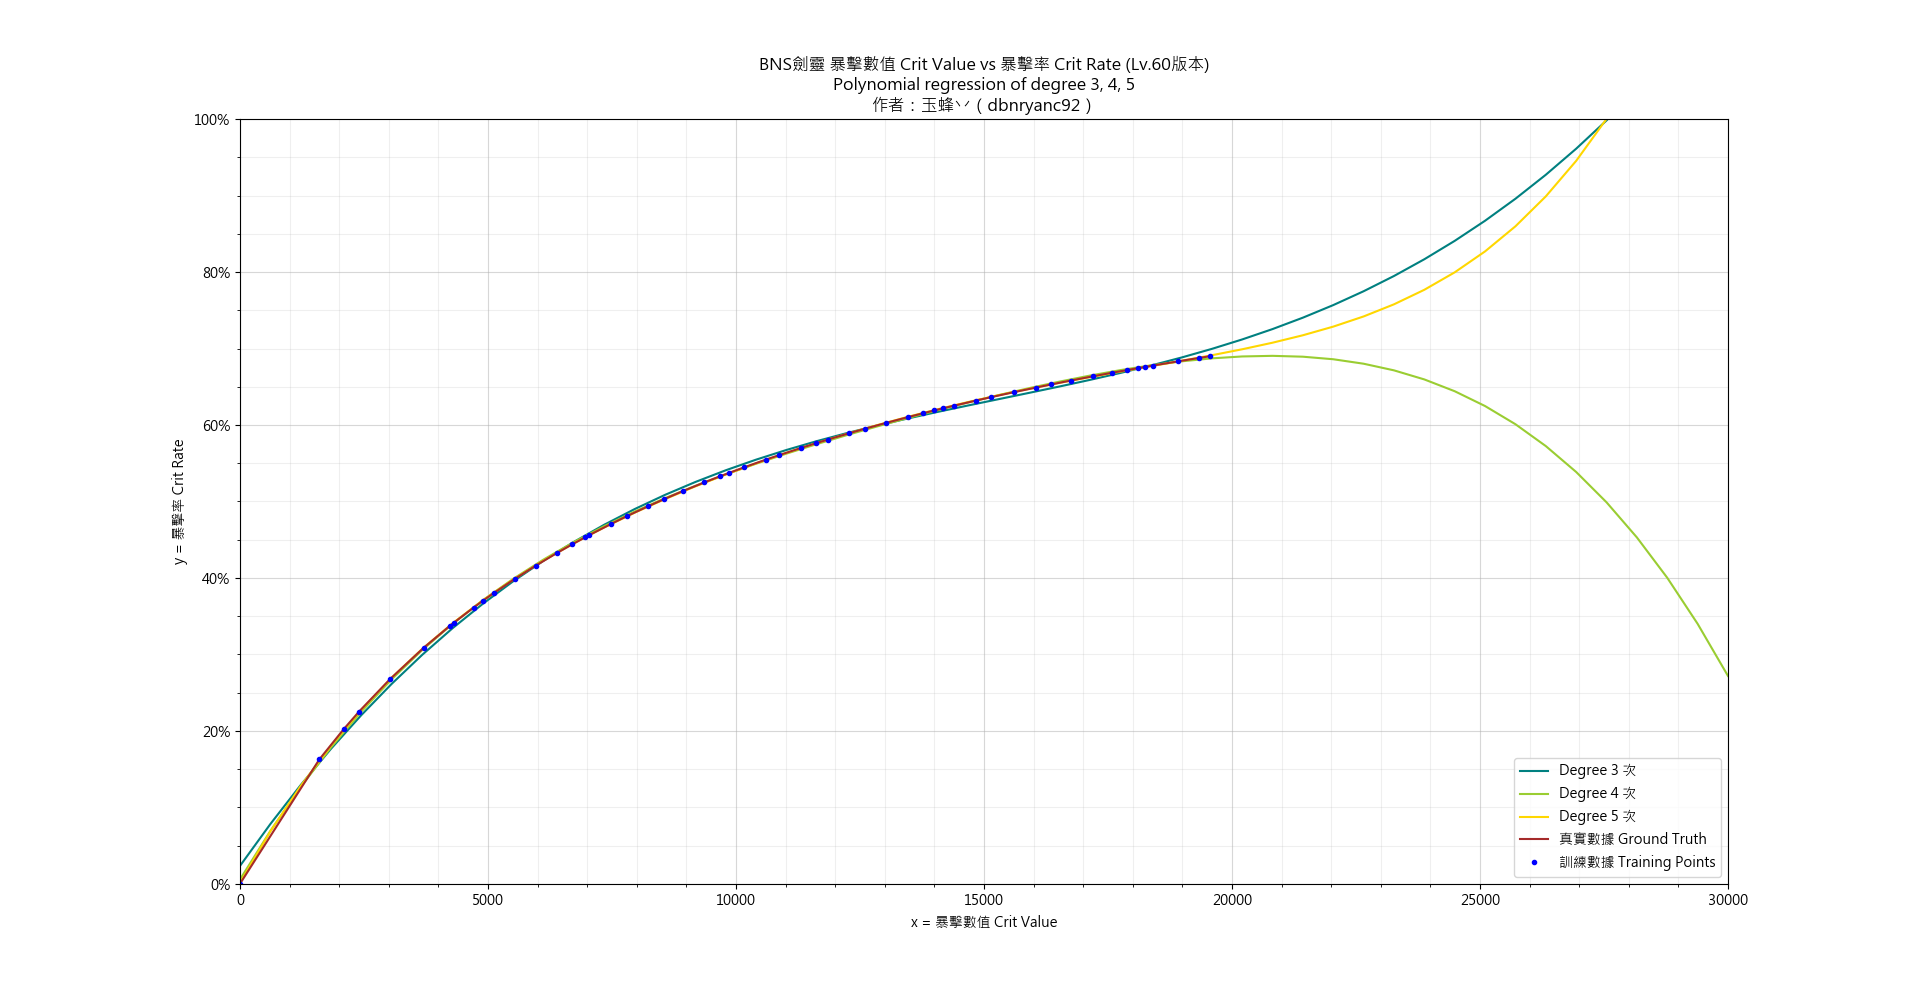 BNS劍靈 暴擊數值 Crit Value vs 暴擊率 Crit Rate (Lv.60版本)
Polynomial regression of degree 3, 4, 5
作者：玉蜂ヽ╱ ( dbnryanc92 )
100%
80%
60%
40%
20%
0%
y = 暴擊率 Crit Rate
0
5000
10000
15000
20000
25000
30000
x = 暴擊數值 Crit Value
Degree 3 次
Degree 4 次
Degree 5 次
真實數據 Ground Truth
訓練數據 Training Points